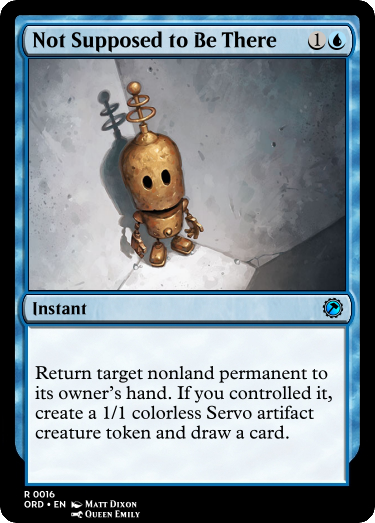 Not Supposed to Be There 1
Instant
Return target nonland permanent to
its owner's hand. If you controlled it,
create a 1/1 colorless Servo artifact
creature token and draw a card.
R 0016
ORD • EN Matt Dixon
Queen Emily